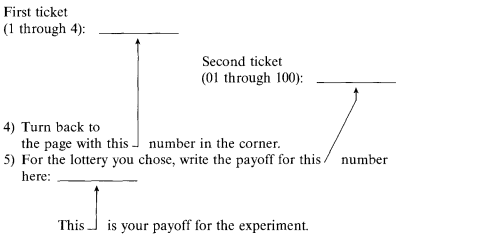 First ticket
(1 through 4):
Second ticket
(01 through 100):
4) Turn back to
the page with this number in the corner.
5) For the lottery you chose, write the payoff for this number
here:
This is your payoff for the experiment.